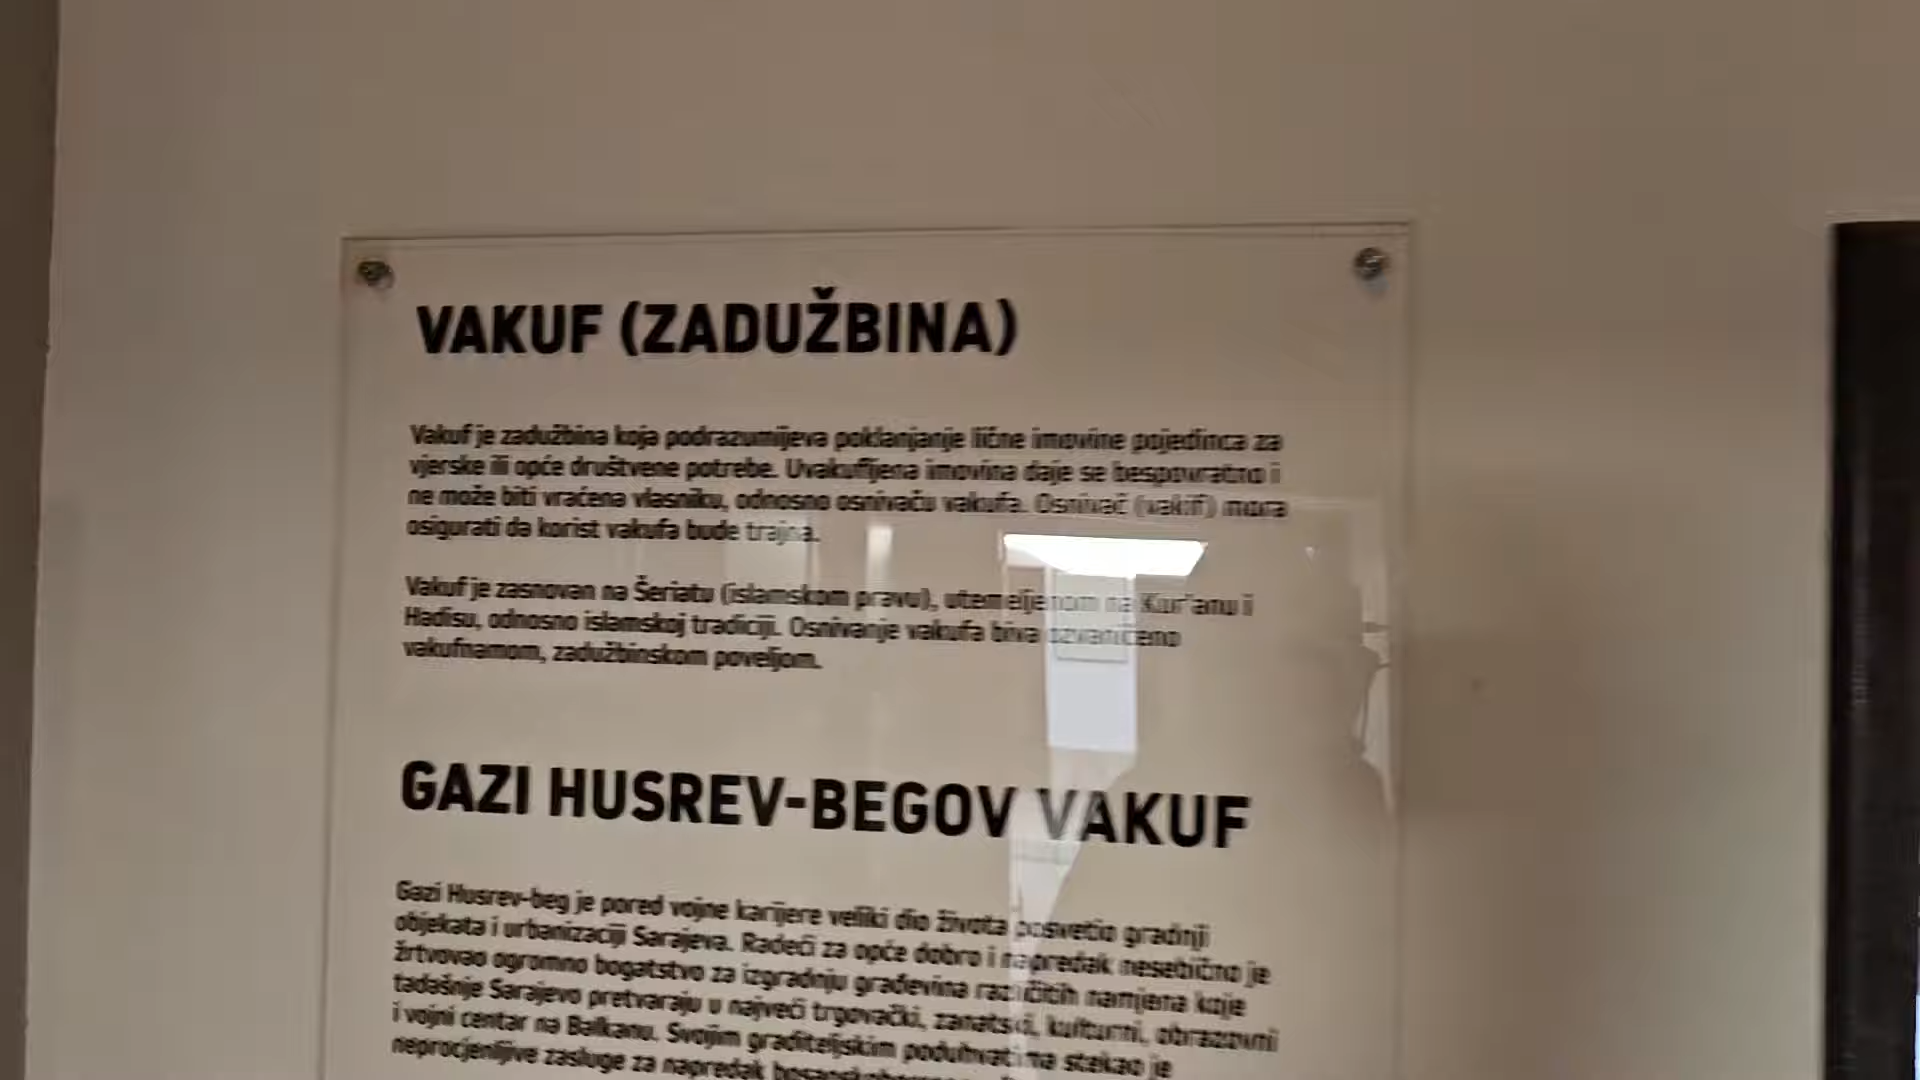 VAKUF (ZADUŽBINA)
Vakuf je zadužbina koja podrazumijeva poklanjanje lične imovine pojedinca za
vjerske ili opće društvene potrebe. Uvakufljena imovina daje se bespovratno i
ne može biti vraćena vlasniku, odnosno osnivaču vakufa. Osnivač (vakif) mora
osigurati da korist vakufa bude trajna.
Vakuf je zasnovan na Šeriatu (islamskom pravu), utemeljenom na Kur'anu i
Hadisu, odnosno islamskoj tradiciji. Osnivanje vakufa biva ozvaničeno
vakufnamom, zadužbinskom poveljom.
GAZI HUSREV-BEGOV VAKUF
Gazi Husrev-beg je pored vojne karijere veliki dio života posvetio gradnji
objekata i urbanizaciji Sarajeva. Radeći za opće dobro i napredak nesebično je
žrtvovao ogromno bogatstvo za izgradnju građevina različitih namjena koje
tadašnje Sarajevo pretvaraju u najveći trgovački, zanatski, kulturni, obrazovni
i vojni centar na Balkanu. Svojim graditeljskim poduhvatima stekao je
neprocjenljive zasluge za napredak